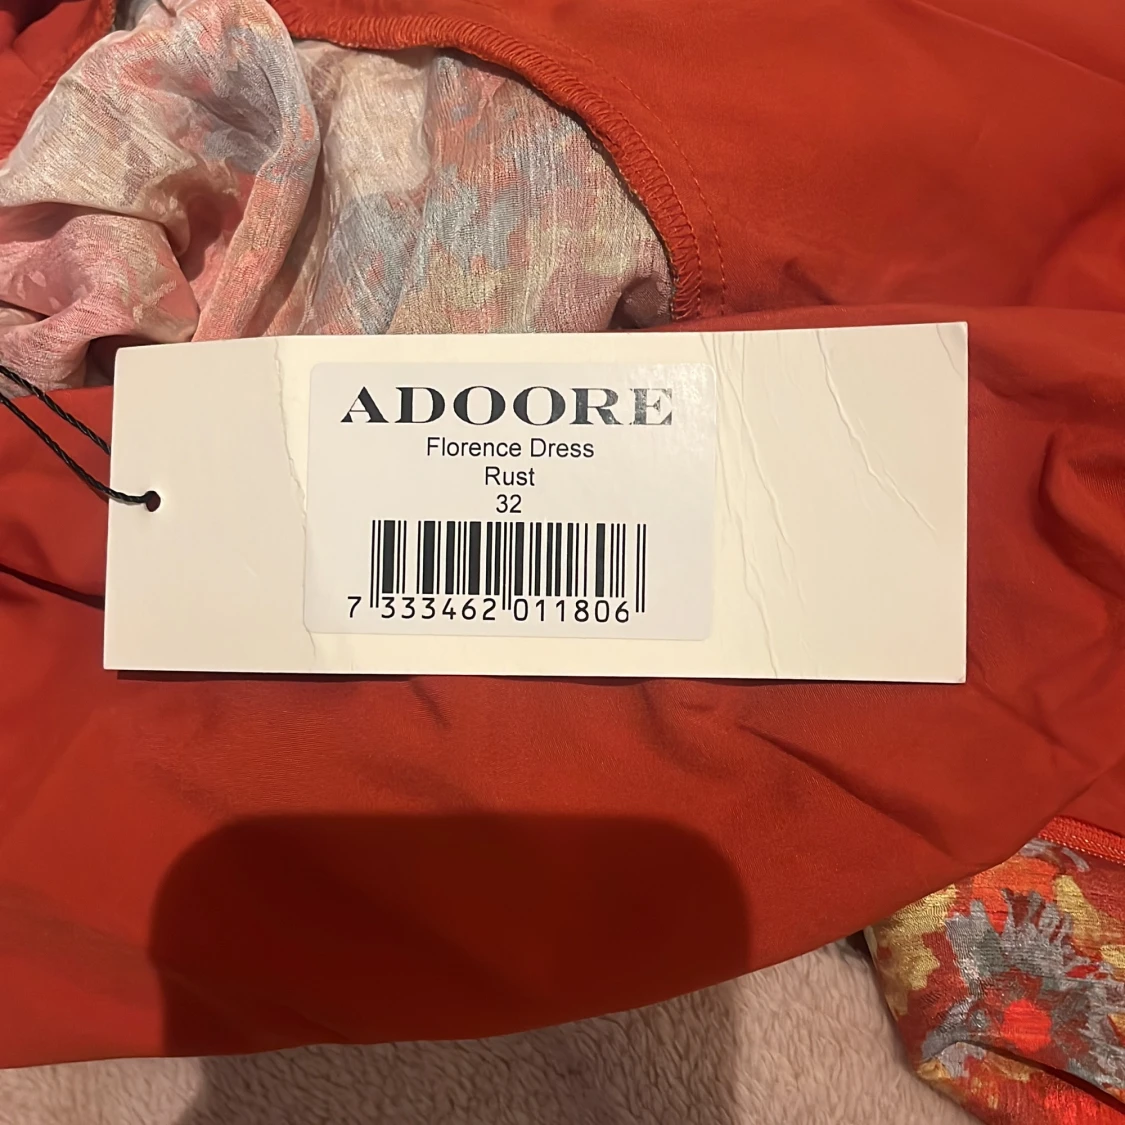 ADOORE
Florence Dress
Rust
32
7 333462 011806